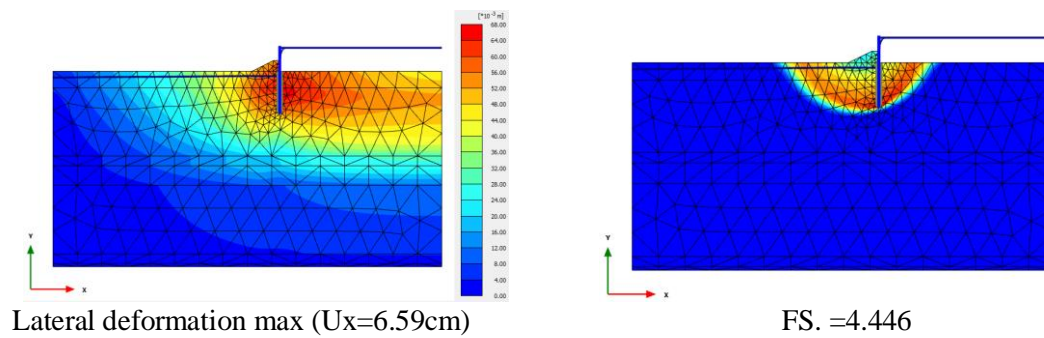 [*10⁻³ m]
68.00
64.00
60.00
56.00
52.00
48.00
44.00
40.00
36.00
32.00
28.00
24.00
20.00
16.00
12.00
8.00
4.00
0.00
Y
X
Y
X
Lateral deformation max (Ux=6.59cm)
FS. =4.446